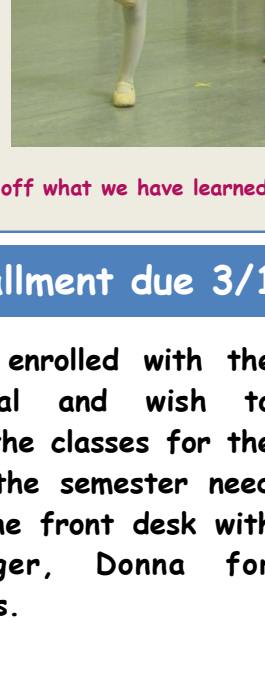 off what we have learned
allment due 3/1
enrolled with the
al and wish to
the classes for the
the semester need
he front desk with
ger, Donna for
s.